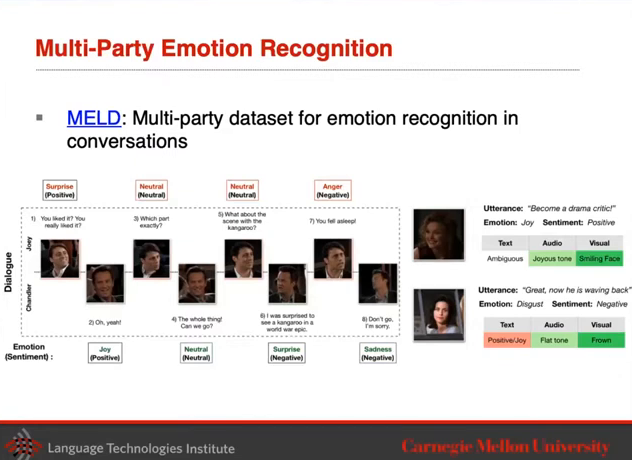 Multi-Party Emotion Recognition
MELD: Multi-party dataset for emotion recognition in
conversations
Surprise
(Positive)
Neutral
(Neutral)
Neutral
(Neutral)
Anger
(Negative)
1) You liked it? You
really liked it?
3) Which part
exactly?
5) What about the
scene with the
kangaroo?
7) You fell asleep!
Dialogue
Joey
Chandler
2) Oh, yeah!
4) The whole thing!
Can we go?
6) I was surprised to
see a kangaroo in a
world war epic.
8) Don't go,
I'm sorry.
Emotion
(Sentiment) :
Joy
(Positive)
Neutral
(Neutral)
Surprise
(Negative)
Sadness
(Negative)
Utterance: "Become a drama critic!"
Emotion: Joy Sentiment: Positive
Text Audio Visual
Ambiguous Joyous tone Smiling Face
Utterance: "Great, now he is waving back"
Emotion: Disgust Sentiment: Negative
Text Audio Visual
Positive/Joy Flat tone Frown
Language Technologies Institute
Carnegie Mellon University